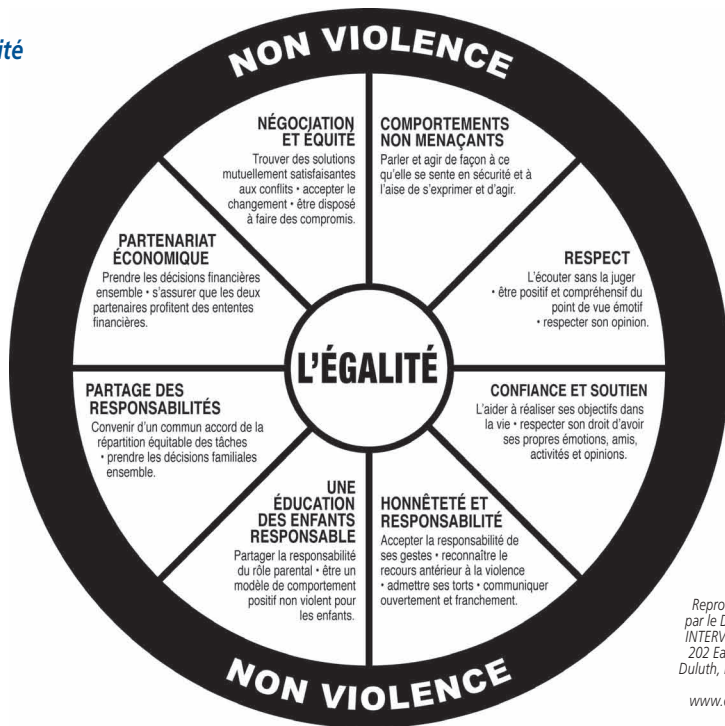 ité
NON VIOLENCE
NÉGOCIATION
ET ÉQUITÉ
Trouver des solutions
mutuellement satisfaisantes
aux conflits • accepter le
changement • être disposé
à faire des compromis.
COMPORTEMENTS
NON MENAÇANTS
Parler et agir de façon à ce
qu'elle se sente en sécurité et à
l'aise de s'exprimer et d'agir.
PARTENARIAT
ÉCONOMIQUE
Prendre les décisions financières
ensemble • s'assurer que les deux
partenaires profitent des ententes
financières.
RESPECT
L'écouter sans la juger
• être positif et compréhensif du
point de vue émotif
• respecter son opinion.
L'ÉGALITÉ
PARTAGE DES
RESPONSABILITÉS
Convenir d'un commun accord de la
répartition équitable des tâches
• prendre les décisions familiales
ensemble.
CONFIANCE ET SOUTIEN
L'aider à réaliser ses objectifs dans
la vie • respecter son droit d'avoir
ses propres émotions, amis,
activités et opinions.
UNE
ÉDUCATION
DES ENFANTS
RESPONSABLE
Partager la responsabilité
du rôle parental • être un
modèle de comportement
positif non violent pour
les enfants.
HONNÊTETÉ ET
RESPONSABILITÉ
Accepter la responsabilité de
ses gestes • reconnaître le
recours antérieur à la violence
• admettre ses torts • communiquer
ouvertement et franchement.
NON VIOLENCE
Repro
par le D
INTERV
202 Ea
Duluth,
www.